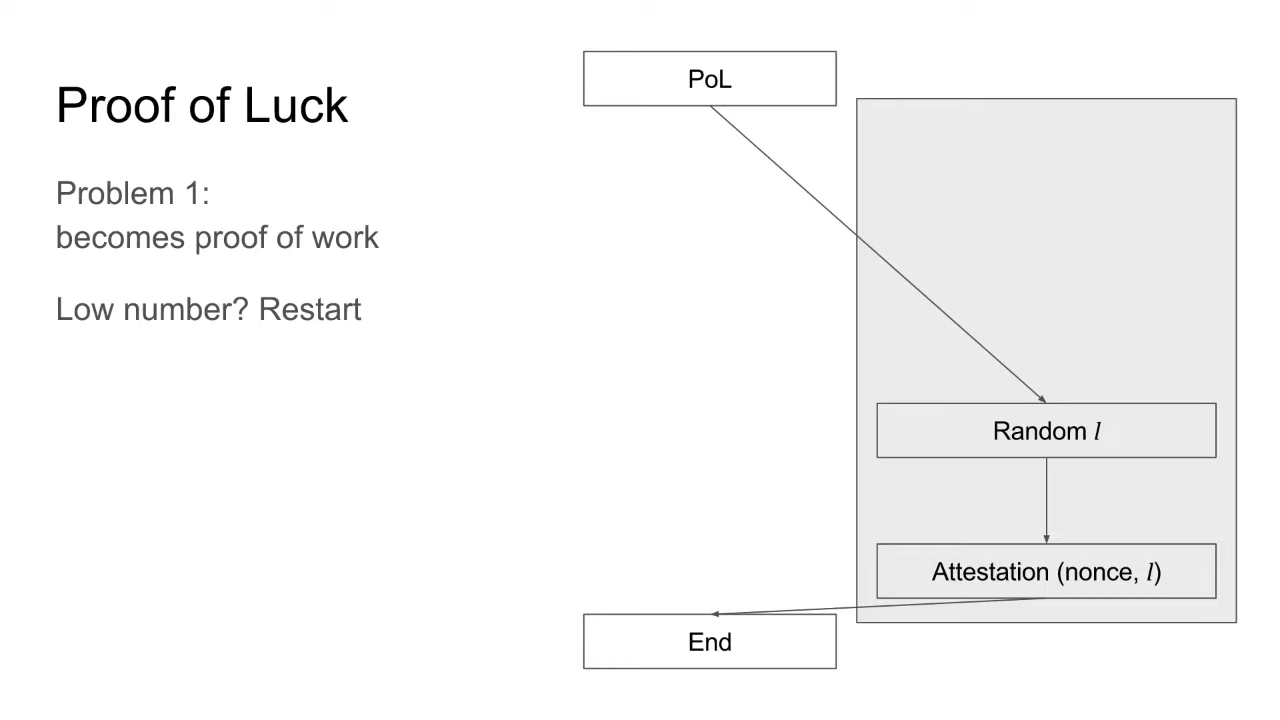 Proof of Luck
Problem 1:
becomes proof of work
Low number? Restart
PoL
Random l
Attestation (nonce, l)
End